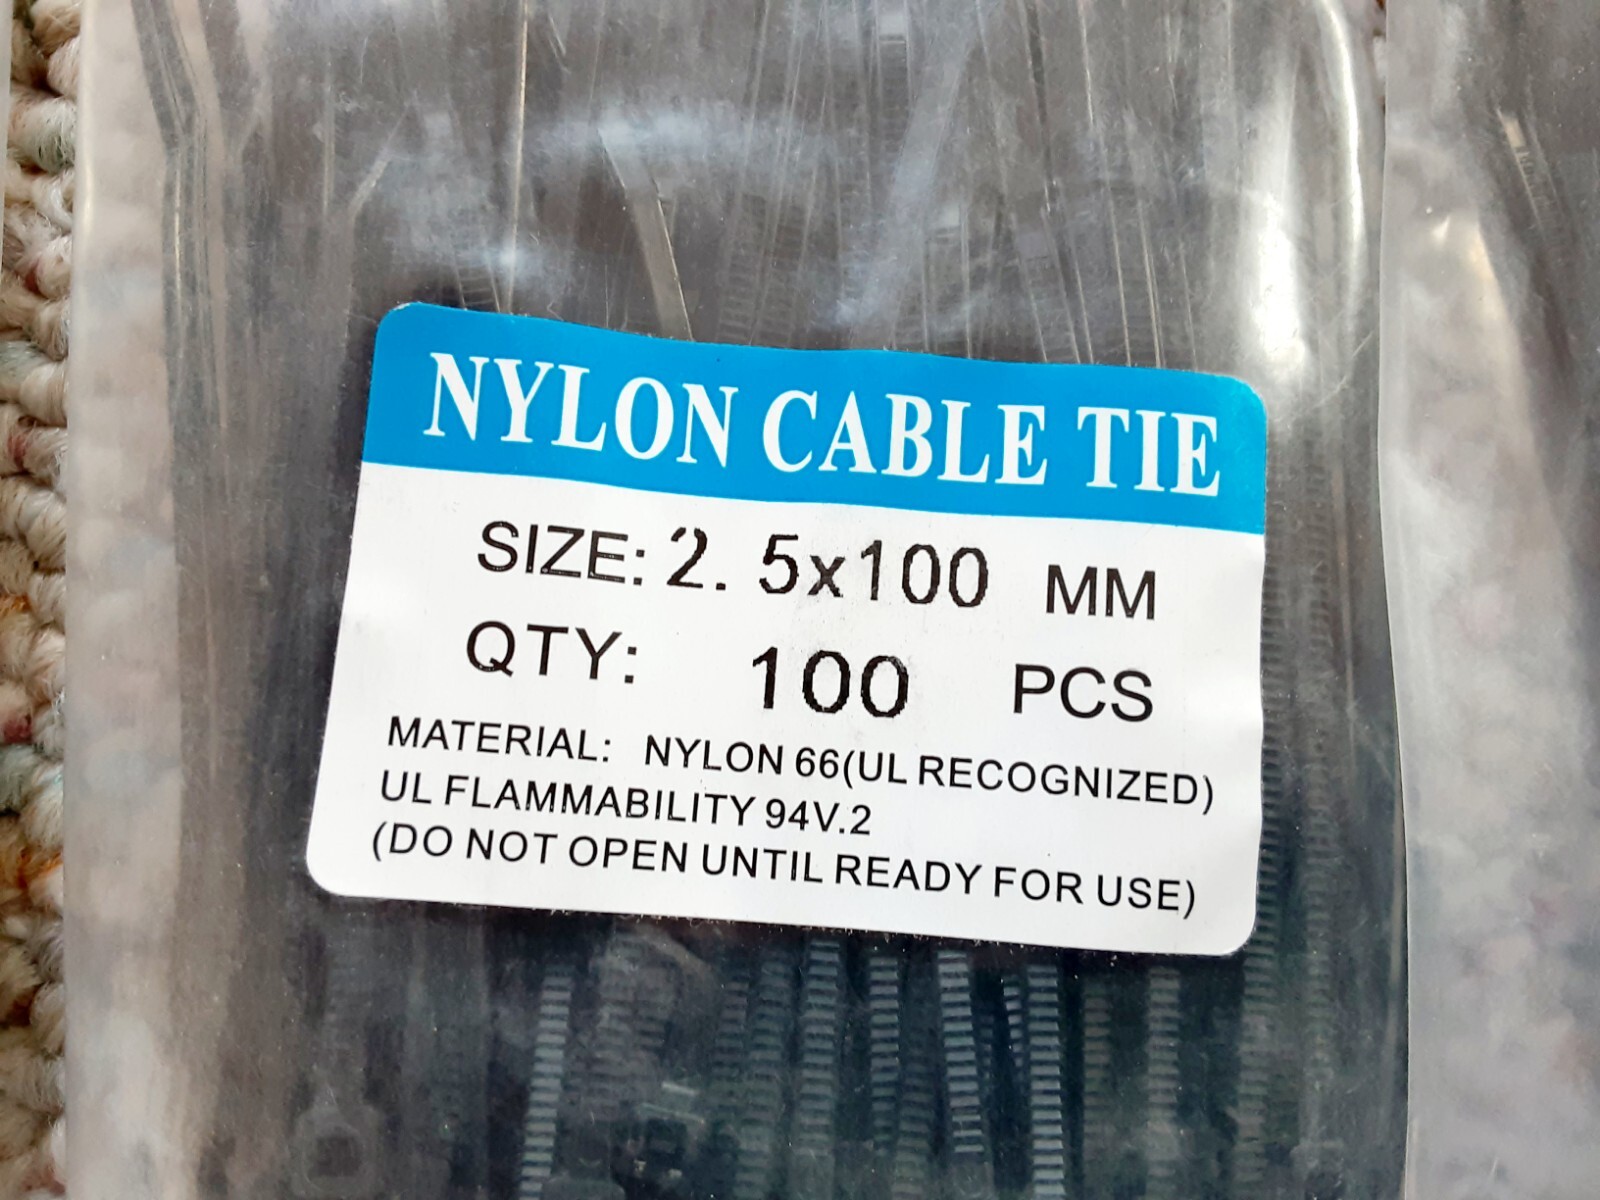 NYLON CABLE TIE
SIZE: 2.5x100 MM
QTY: 100 PCS
MATERIAL: NYLON 66(UL RECOGNIZED)
UL FLAMMABILITY 94V.2
(DO NOT OPEN UNTIL READY FOR USE)